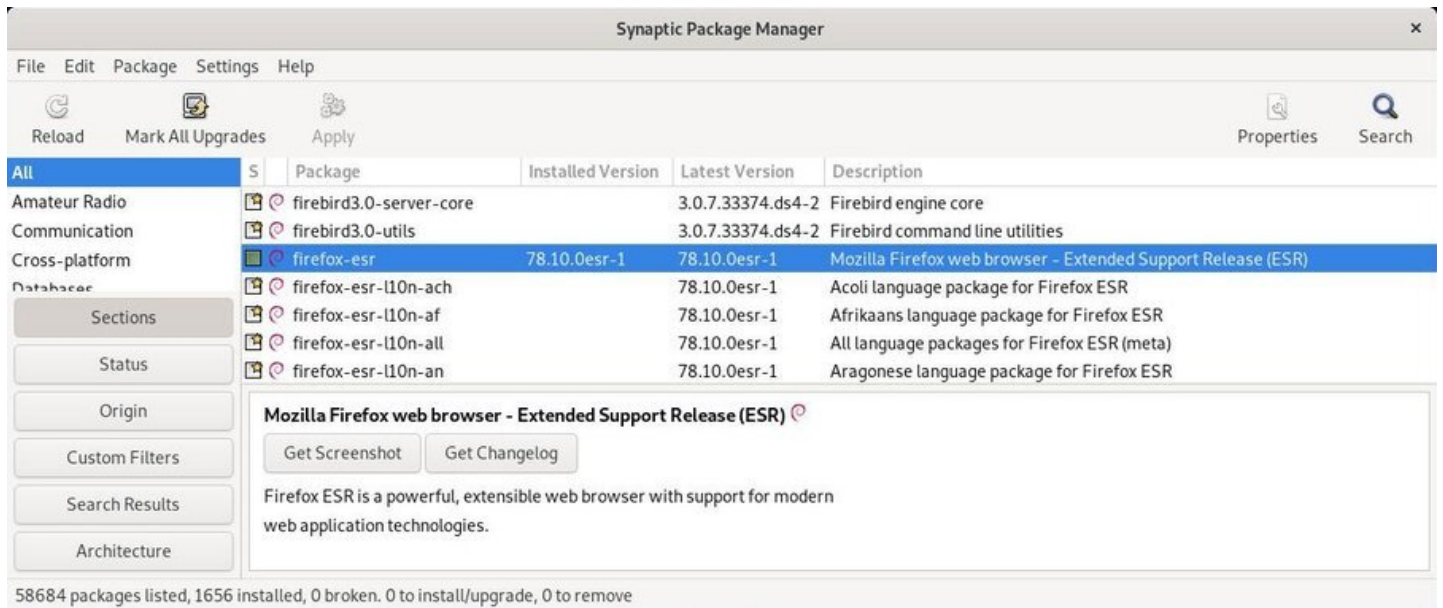 Synaptic Package Manager ×
File Edit Package Settings Help
Reload Mark All Upgrades Apply Properties Search
All
Amateur Radio
Communication
Cross-platform
Databases
Sections
Status
Origin
Custom Filters
Search Results
Architecture
S Package Installed Version Latest Version Description
firebird3.0-server-core 3.0.7.33374.ds4-2 Firebird engine core
firebird3.0-utils 3.0.7.33374.ds4-2 Firebird command line utilities
firefox-esr 78.10.0esr-1 78.10.0esr-1 Mozilla Firefox web browser - Extended Support Release (ESR)
firefox-esr-l10n-ach 78.10.0esr-1 Acoli language package for Firefox ESR
firefox-esr-l10n-af 78.10.0esr-1 Afrikaans language package for Firefox ESR
firefox-esr-l10n-all 78.10.0esr-1 All language packages for Firefox ESR (meta)
firefox-esr-l10n-an 78.10.0esr-1 Aragonese language package for Firefox ESR
Mozilla Firefox web browser - Extended Support Release (ESR)
Get Screenshot Get Changelog
Firefox ESR is a powerful, extensible web browser with support for modern
web application technologies.
58684 packages listed, 1656 installed, 0 broken. 0 to install/upgrade, 0 to remove